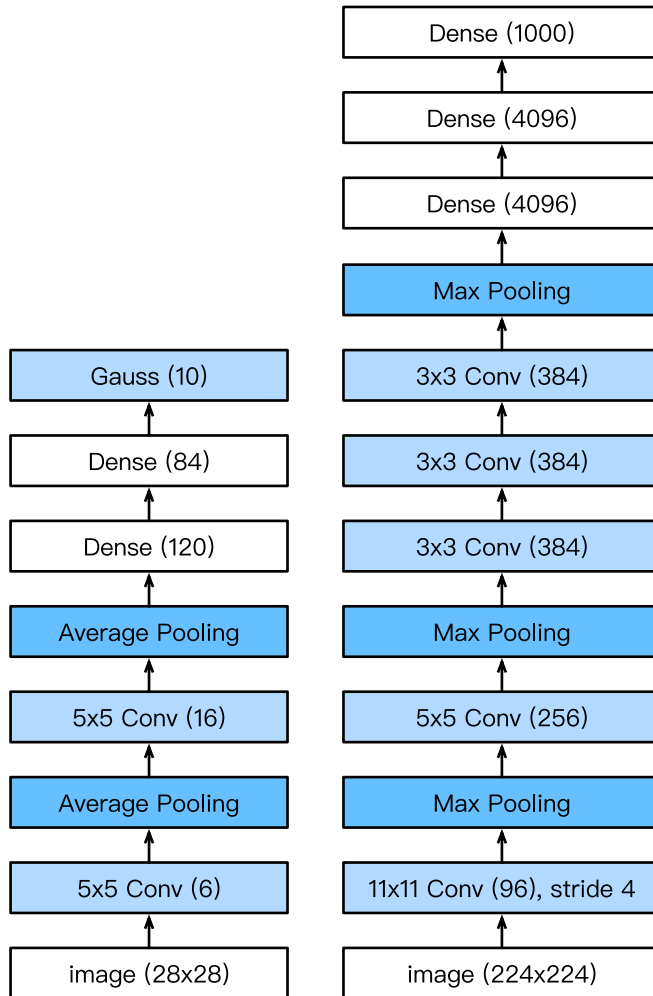 Gauss (10)
Dense (84)
Dense (120)
Average Pooling
5x5 Conv (16)
Average Pooling
5x5 Conv (6)
image (28x28)
Dense (1000)
Dense (4096)
Dense (4096)
Max Pooling
3x3 Conv (384)
3x3 Conv (384)
3x3 Conv (384)
Max Pooling
5x5 Conv (256)
Max Pooling
11x11 Conv (96), stride 4
image (224x224)